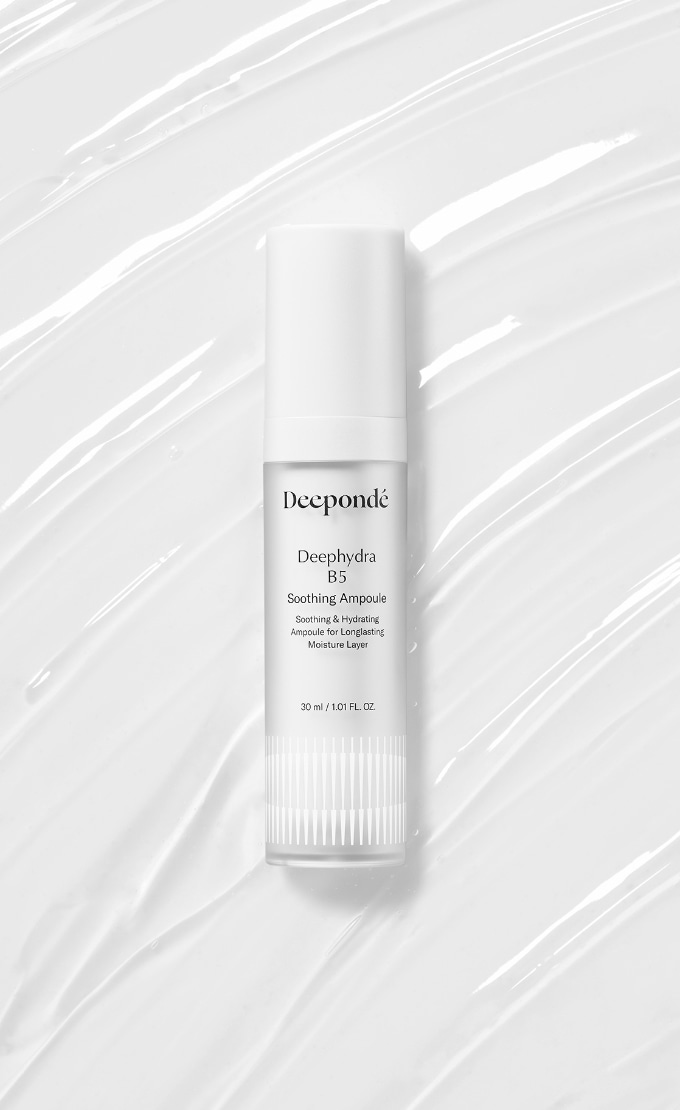 Deepondé
Deephydra
B5
Soothing Ampoule
Soothing & Hydrating
Ampoule for Longlasting
Moisture Layer
30 ml / 1.01 FL. OZ.